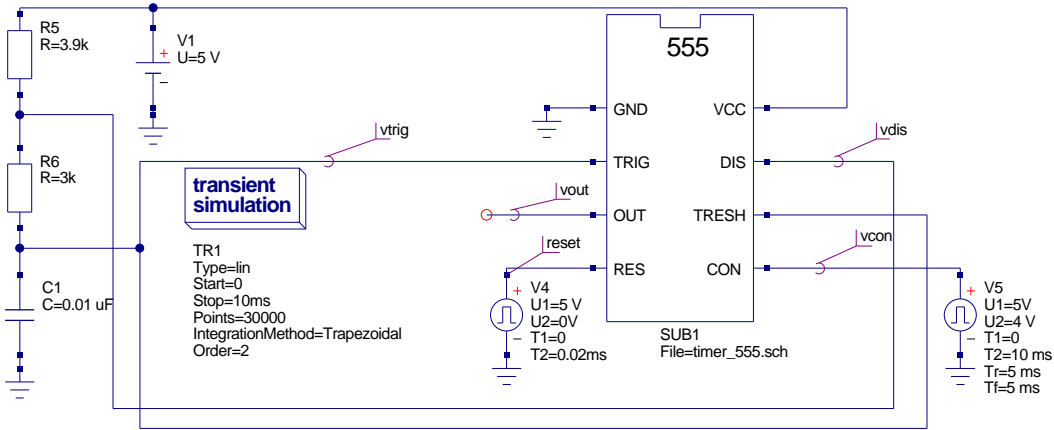 R5
R=3.9k
V1
U=5 V
555
GND
VCC
vtrig
vdis
TRIG
DIS
R6
R=3k
transient
simulation
vout
OUT
TRESH
reset
vcon
RES
CON
TR1
Type=lin
Start=0
Stop=10ms
Points=30000
IntegrationMethod=Trapezoidal
Order=2
C1
C=0.01 uF
V4
U1=5 V
U2=0V
T1=0
T2=0.02ms
SUB1
File=timer_555.sch
V5
U1=5V
U2=4 V
T1=0
T2=10 ms
Tr=5 ms
Tf=5 ms